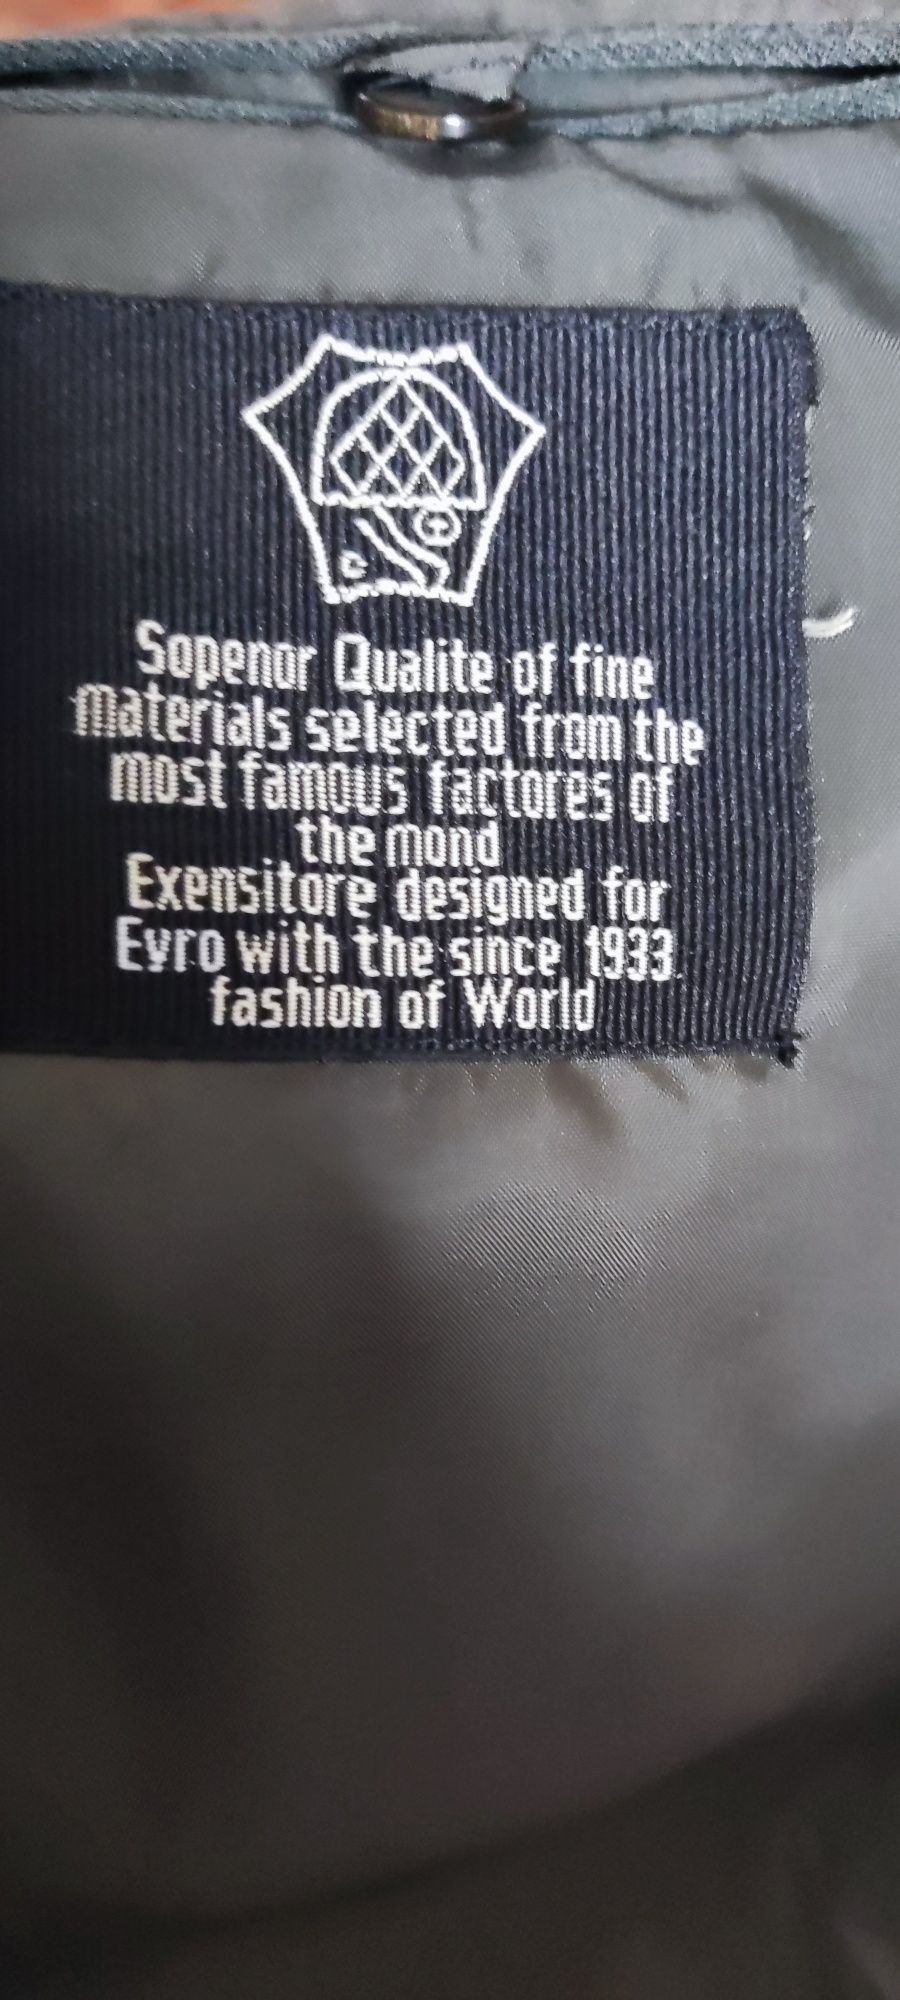 Sopenor Qualite of fine
materials selected from the
most famous factores of
the mond
Exensitore designed for
Evro with the since 1933
fashion of World